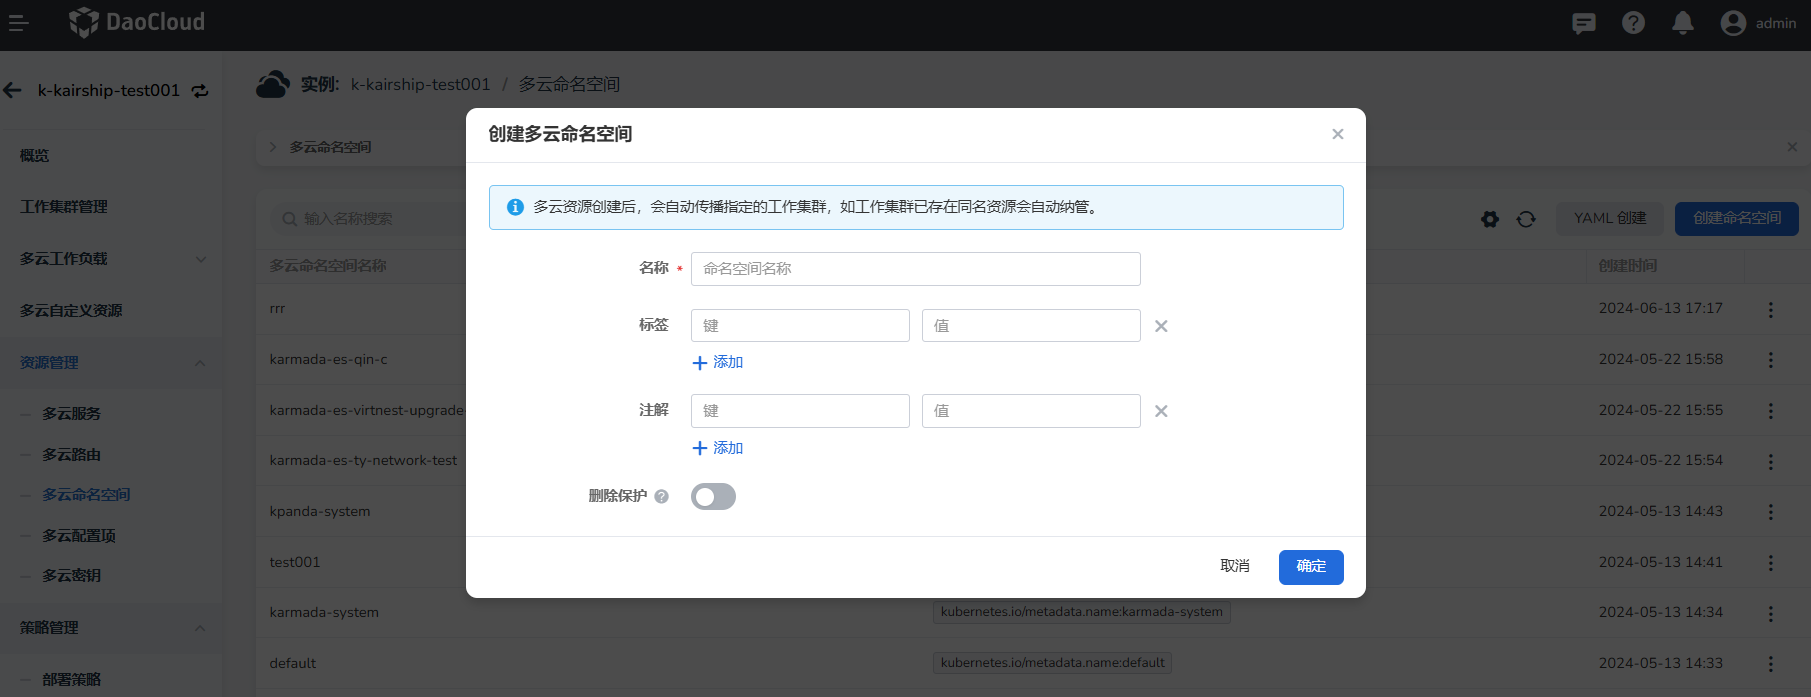 DaoCloud
admin
k-kairship-test001
实例: k-kairship-test001 / 多云命名空间
概览
工作集群管理
多云工作负载
多云自定义资源
资源管理
多云服务
多云路由
多云命名空间
多云配置项
多云密钥
策略管理
部署策略
多云命名空间
输入名称搜索
YAML 创建
创建命名空间
多云命名空间名称
创建时间
rrr
2024-06-13 17:17
karmada-es-qin-c
2024-05-22 15:58
karmada-es-virtnest-upgrade-
2024-05-22 15:55
karmada-es-ty-network-test
2024-05-22 15:54
kpanda-system
2024-05-13 14:43
test001
2024-05-13 14:41
karmada-system
kubernetes.io/metadata.name:karmada-system
2024-05-13 14:34
default
kubernetes.io/metadata.name:default
2024-05-13 14:33
创建多云命名空间
多云资源创建后，会自动传播指定的工作集群，如工作集群已存在同名资源会自动纳管。
名称 * 命名空间名称
标签 键 值
添加
注解 键 值
添加
删除保护
取消
确定